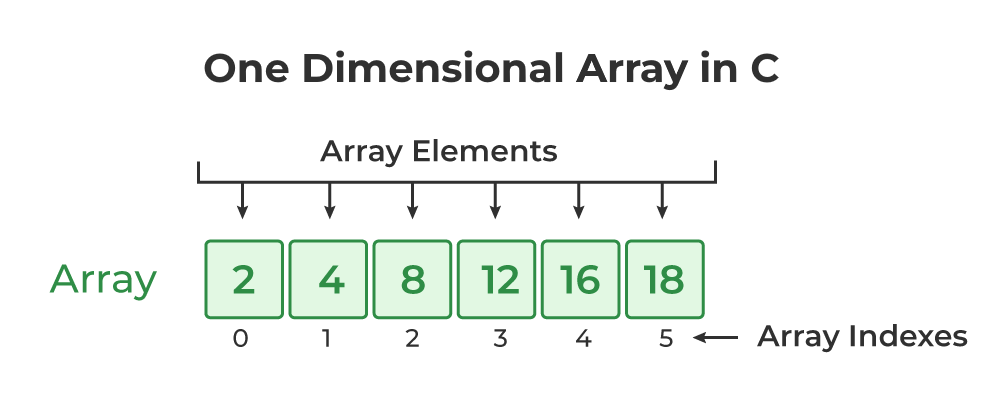 One Dimensional Array in C
Array Elements
Array 2 4 8 12 16 18
0 1 2 3 4 5 Array Indexes